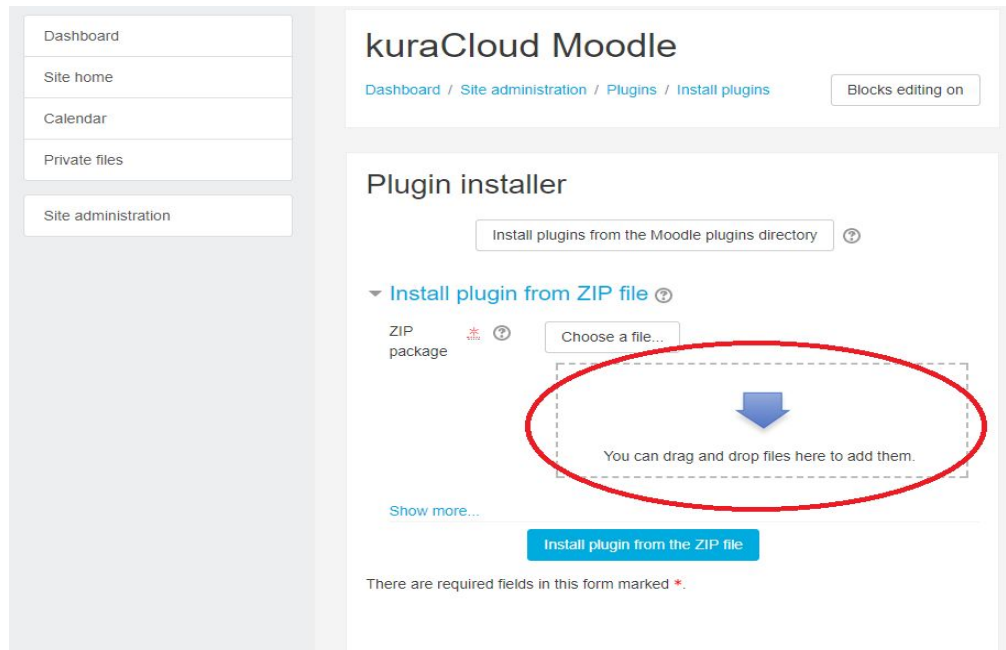 Dashboard
Site home
Calendar
Private files
Site administration
kuraCloud Moodle
Dashboard / Site administration / Plugins / Install plugins
Blocks editing on
Plugin installer
Install plugins from the Moodle plugins directory
Install plugin from ZIP file
ZIP
package
Choose a file...
You can drag and drop files here to add them.
Show more...
Install plugin from the ZIP file
There are required fields in this form marked *.